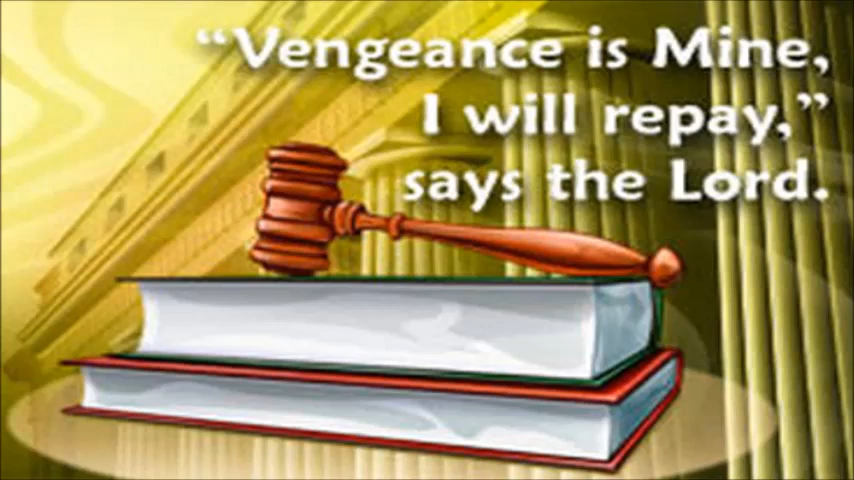 “Vengeance is Mine,
I will repay,”
says the Lord.